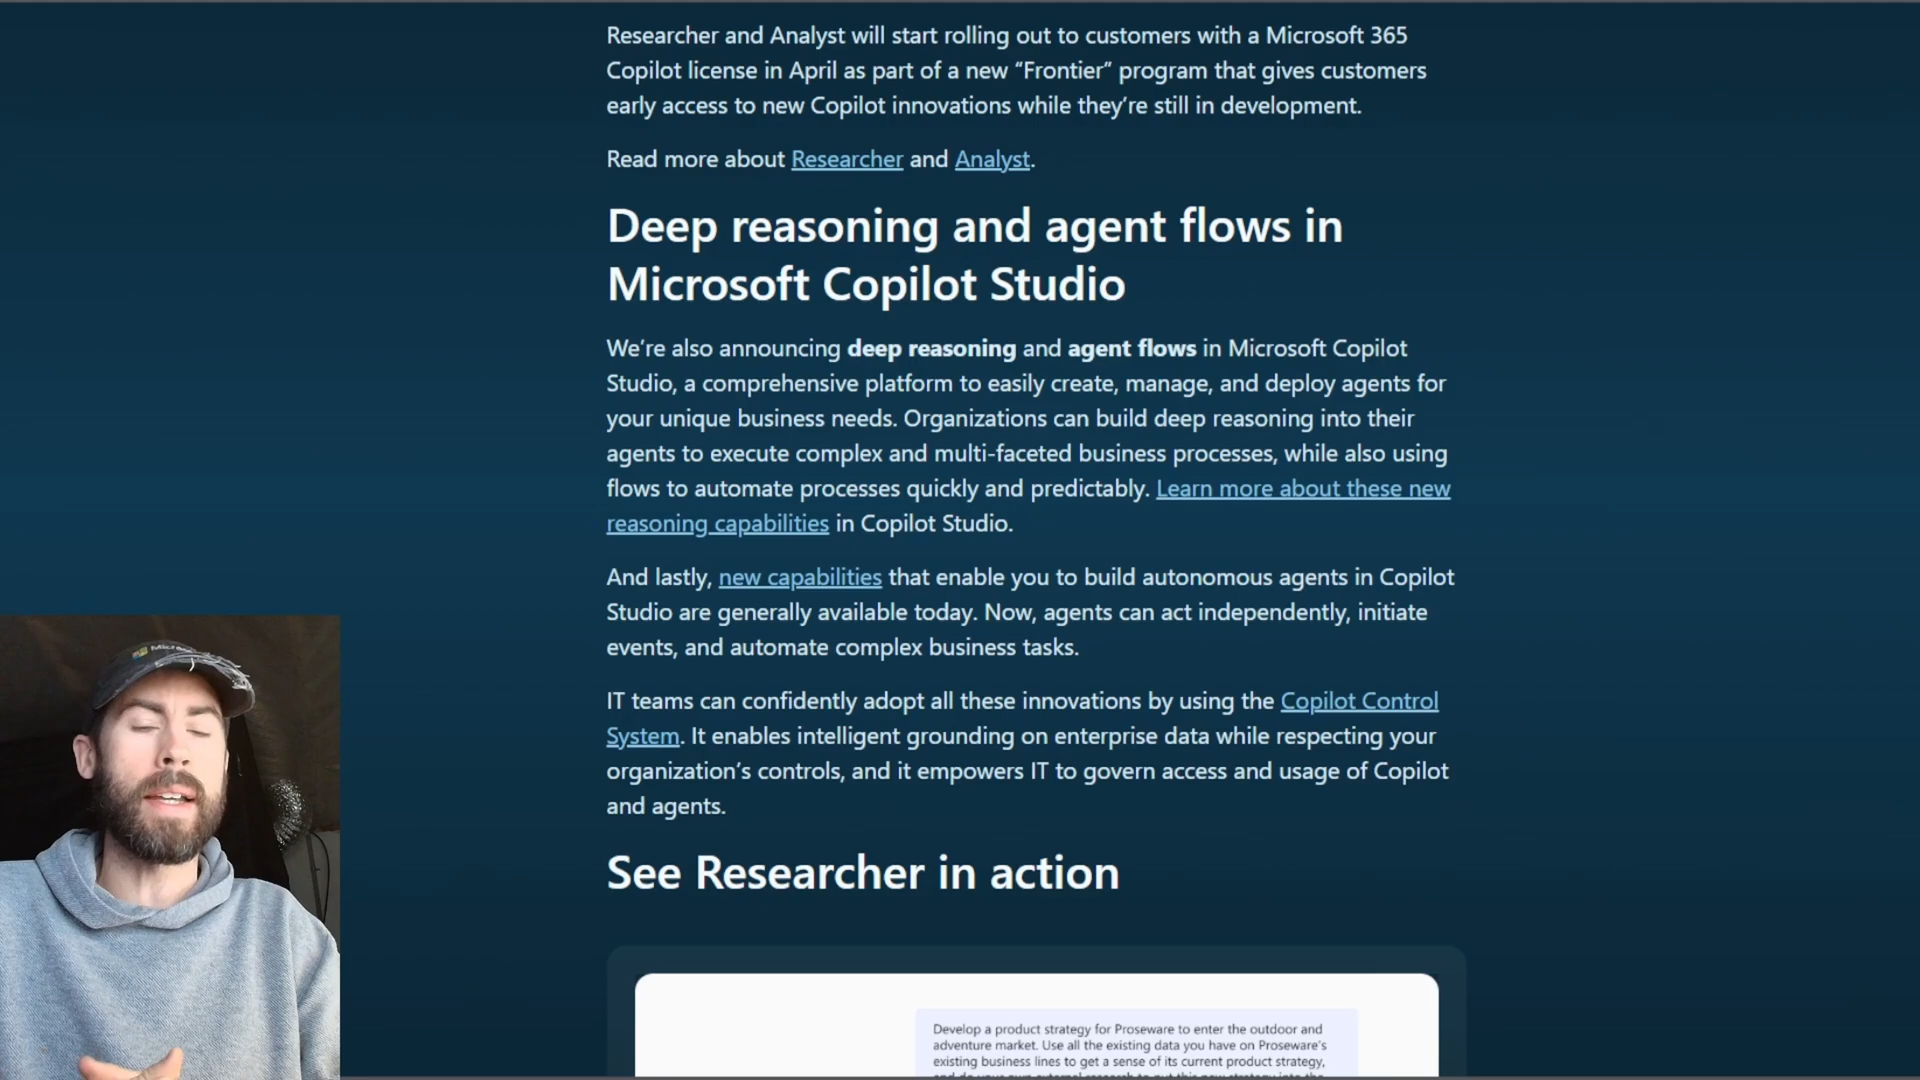 Researcher and Analyst will start rolling out to customers with a Microsoft 365
Copilot license in April as part of a new “Frontier” program that gives customers
early access to new Copilot innovations while they’re still in development.
Read more about Researcher and Analyst.
Deep reasoning and agent flows in
Microsoft Copilot Studio
We’re also announcing deep reasoning and agent flows in Microsoft Copilot
Studio, a comprehensive platform to easily create, manage, and deploy agents for
your unique business needs. Organizations can build deep reasoning into their
agents to execute complex and multi-faceted business processes, while also using
flows to automate processes quickly and predictably. Learn more about these new
reasoning capabilities in Copilot Studio.
And lastly, new capabilities that enable you to build autonomous agents in Copilot
Studio are generally available today. Now, agents can act independently, initiate
events, and automate complex business tasks.
IT teams can confidently adopt all these innovations by using the Copilot Control
System. It enables intelligent grounding on enterprise data while respecting your
organization’s controls, and it empowers IT to govern access and usage of Copilot
and agents.
See Researcher in action
Develop a product strategy for Proseware to enter the outdoor and
adventure market. Use all the existing data you have on Proseware's
existing business lines to get a sense of its current product strategy,